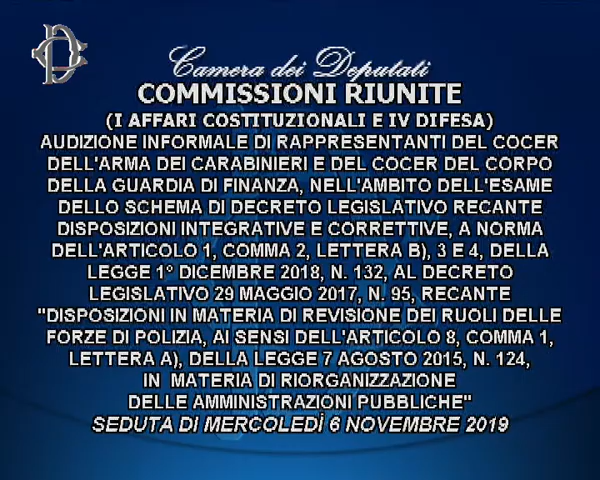 Camera dei Deputati
COMMISSIONI RIUNITE
(I AFFARI COSTITUZIONALI E IV DIFESA)
AUDIZIONE INFORMALE DI RAPPRESENTANTI DEL COCER
DELL'ARMA DEI CARABINIERI E DEL COCER DEL CORPO
DELLA GUARDIA DI FINANZA, NELL'AMBITO DELL'ESAME
DELLO SCHEMA DI DECRETO LEGISLATIVO RECANTE
DISPOSIZIONI INTEGRATIVE E CORRETTIVE, A NORMA
DELL'ARTICOLO 1, COMMA 2, LETTERA B), 3 E 4, DELLA
LEGGE 1° DICEMBRE 2018, N. 132, AL DECRETO
LEGISLATIVO 29 MAGGIO 2017, N. 95, RECANTE
"DISPOSIZIONI IN MATERIA DI REVISIONE DEI RUOLI DELLE
FORZE DI POLIZIA, AI SENSI DELL'ARTICOLO 8, COMMA 1,
LETTERA A), DELLA LEGGE 7 AGOSTO 2015, N. 124,
IN MATERIA DI RIORGANIZZAZIONE
DELLE AMMINISTRAZIONI PUBBLICHE"
SEDUTA DI MERCOLEDÌ 6 NOVEMBRE 2019